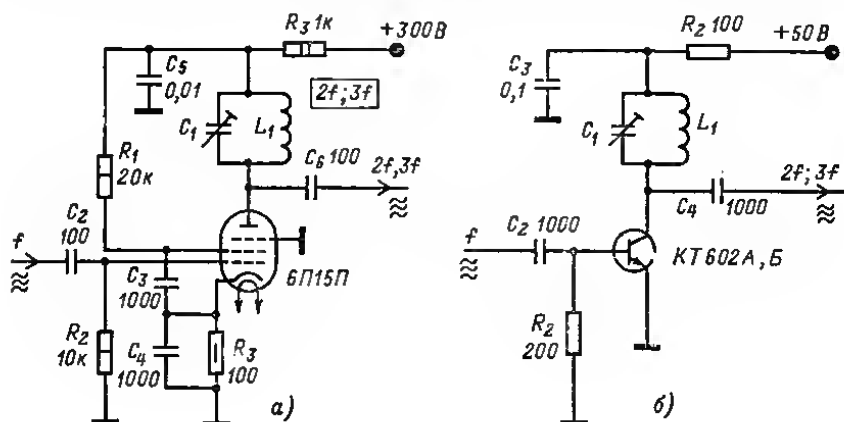 а)
R3 1к
+300В
C5
0,01
2f; 3f
C1
L1
C6 100
2f,3f
R1
20к
f
C2
100
C3
1000
6П15П
R2
10к
C4
1000
R3
100
а)
б)
R2 100
+50В
C3
0,1
C1
L1
2f; 3f
C4
1000
f
C2 1000
КТ602А,Б
R2
200
б)